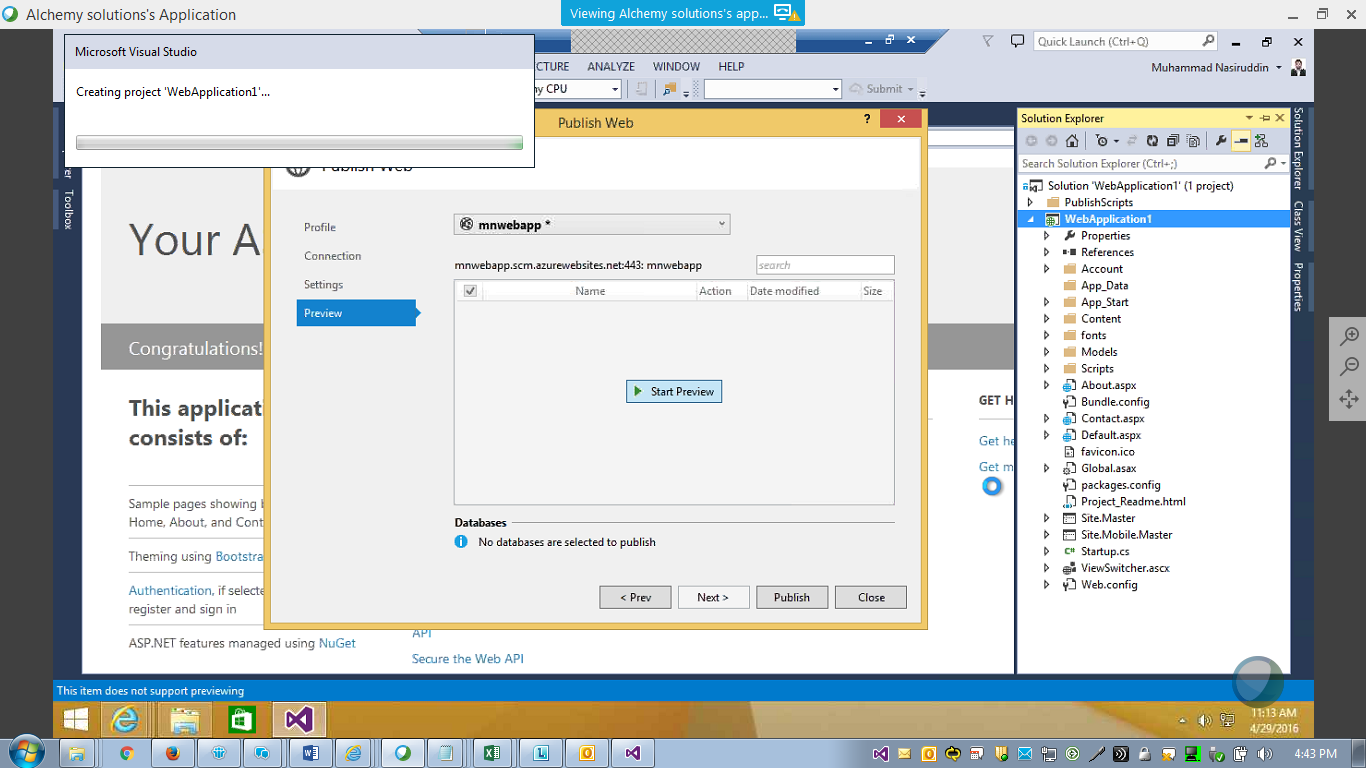 Alchemy solutions's Application
Viewing Alchemy solutions's app...
Microsoft Visual Studio
Creating project 'WebApplication1'...
CTURE ANALYZE WINDOW HELP
Quick Launch (Ctrl+Q)
Muhammad Nasiruddin
ny CPU
Submit
Publish Web
?
Publish Web
Toolbox
Your A
Congratulations!
This applicati
consists of:
Sample pages showing b
Home, About, and Cont
Theming using Bootstra
Authentication, if selecte
register and sign in
ASP.NET features managed using NuGet
API
Secure the Web API
GET H
Get he
Get m
Profile
Connection
Settings
Preview
mnwebapp *
mnwebapp.scm.azurewebsites.net:443: mnwebapp
search
Name Action Date modified Size
Start Preview
Databases
No databases are selected to publish
< Prev Next > Publish Close
Solution Explorer
Search Solution Explorer (Ctrl+;)
Solution 'WebApplication1' (1 project)
PublishScripts
WebApplication1
Properties
References
Account
App_Data
App_Start
Content
fonts
Models
Scripts
About.aspx
Bundle.config
Contact.aspx
Default.aspx
favicon.ico
Global.asax
packages.config
Project_Readme.html
Site.Master
Site.Mobile.Master
C# Startup.cs
ViewSwitcher.ascx
Web.config
Solution Explorer
Class View
Properties
This item does not support previewing
11:13 AM
4/29/2016
4:43 PM